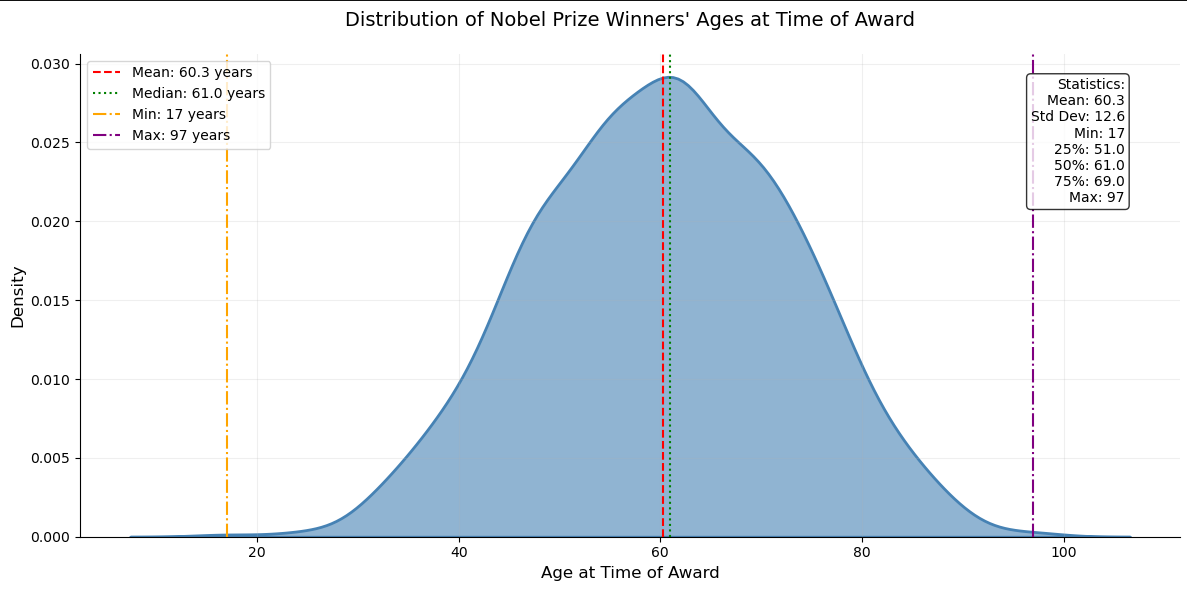 Distribution of Nobel Prize Winners' Ages at Time of Award
Mean: 60.3 years
Median: 61.0 years
Min: 17 years
Max: 97 years
Statistics:
Mean: 60.3
Std Dev: 12.6
Min: 17
25%: 51.0
50%: 61.0
75%: 69.0
Max: 97
Density
0.030
0.025
0.020
0.015
0.010
0.005
0.000
20
40
60
80
100
Age at Time of Award